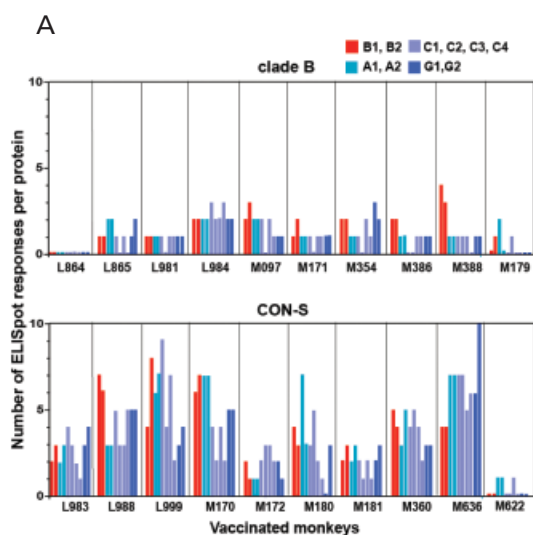 A
B1, B2 C1, C2, C3, C4
A1, A2 G1,G2
clade B
Number of ELISpot responses per protein
10
5
0
L864 L865 L981 L984 M097 M171 M354 M386 M388 M179
CON-S
10
5
0
L983 L988 L999 M170 M172 M180 M181 M360 M636 M622
Vaccinated monkeys